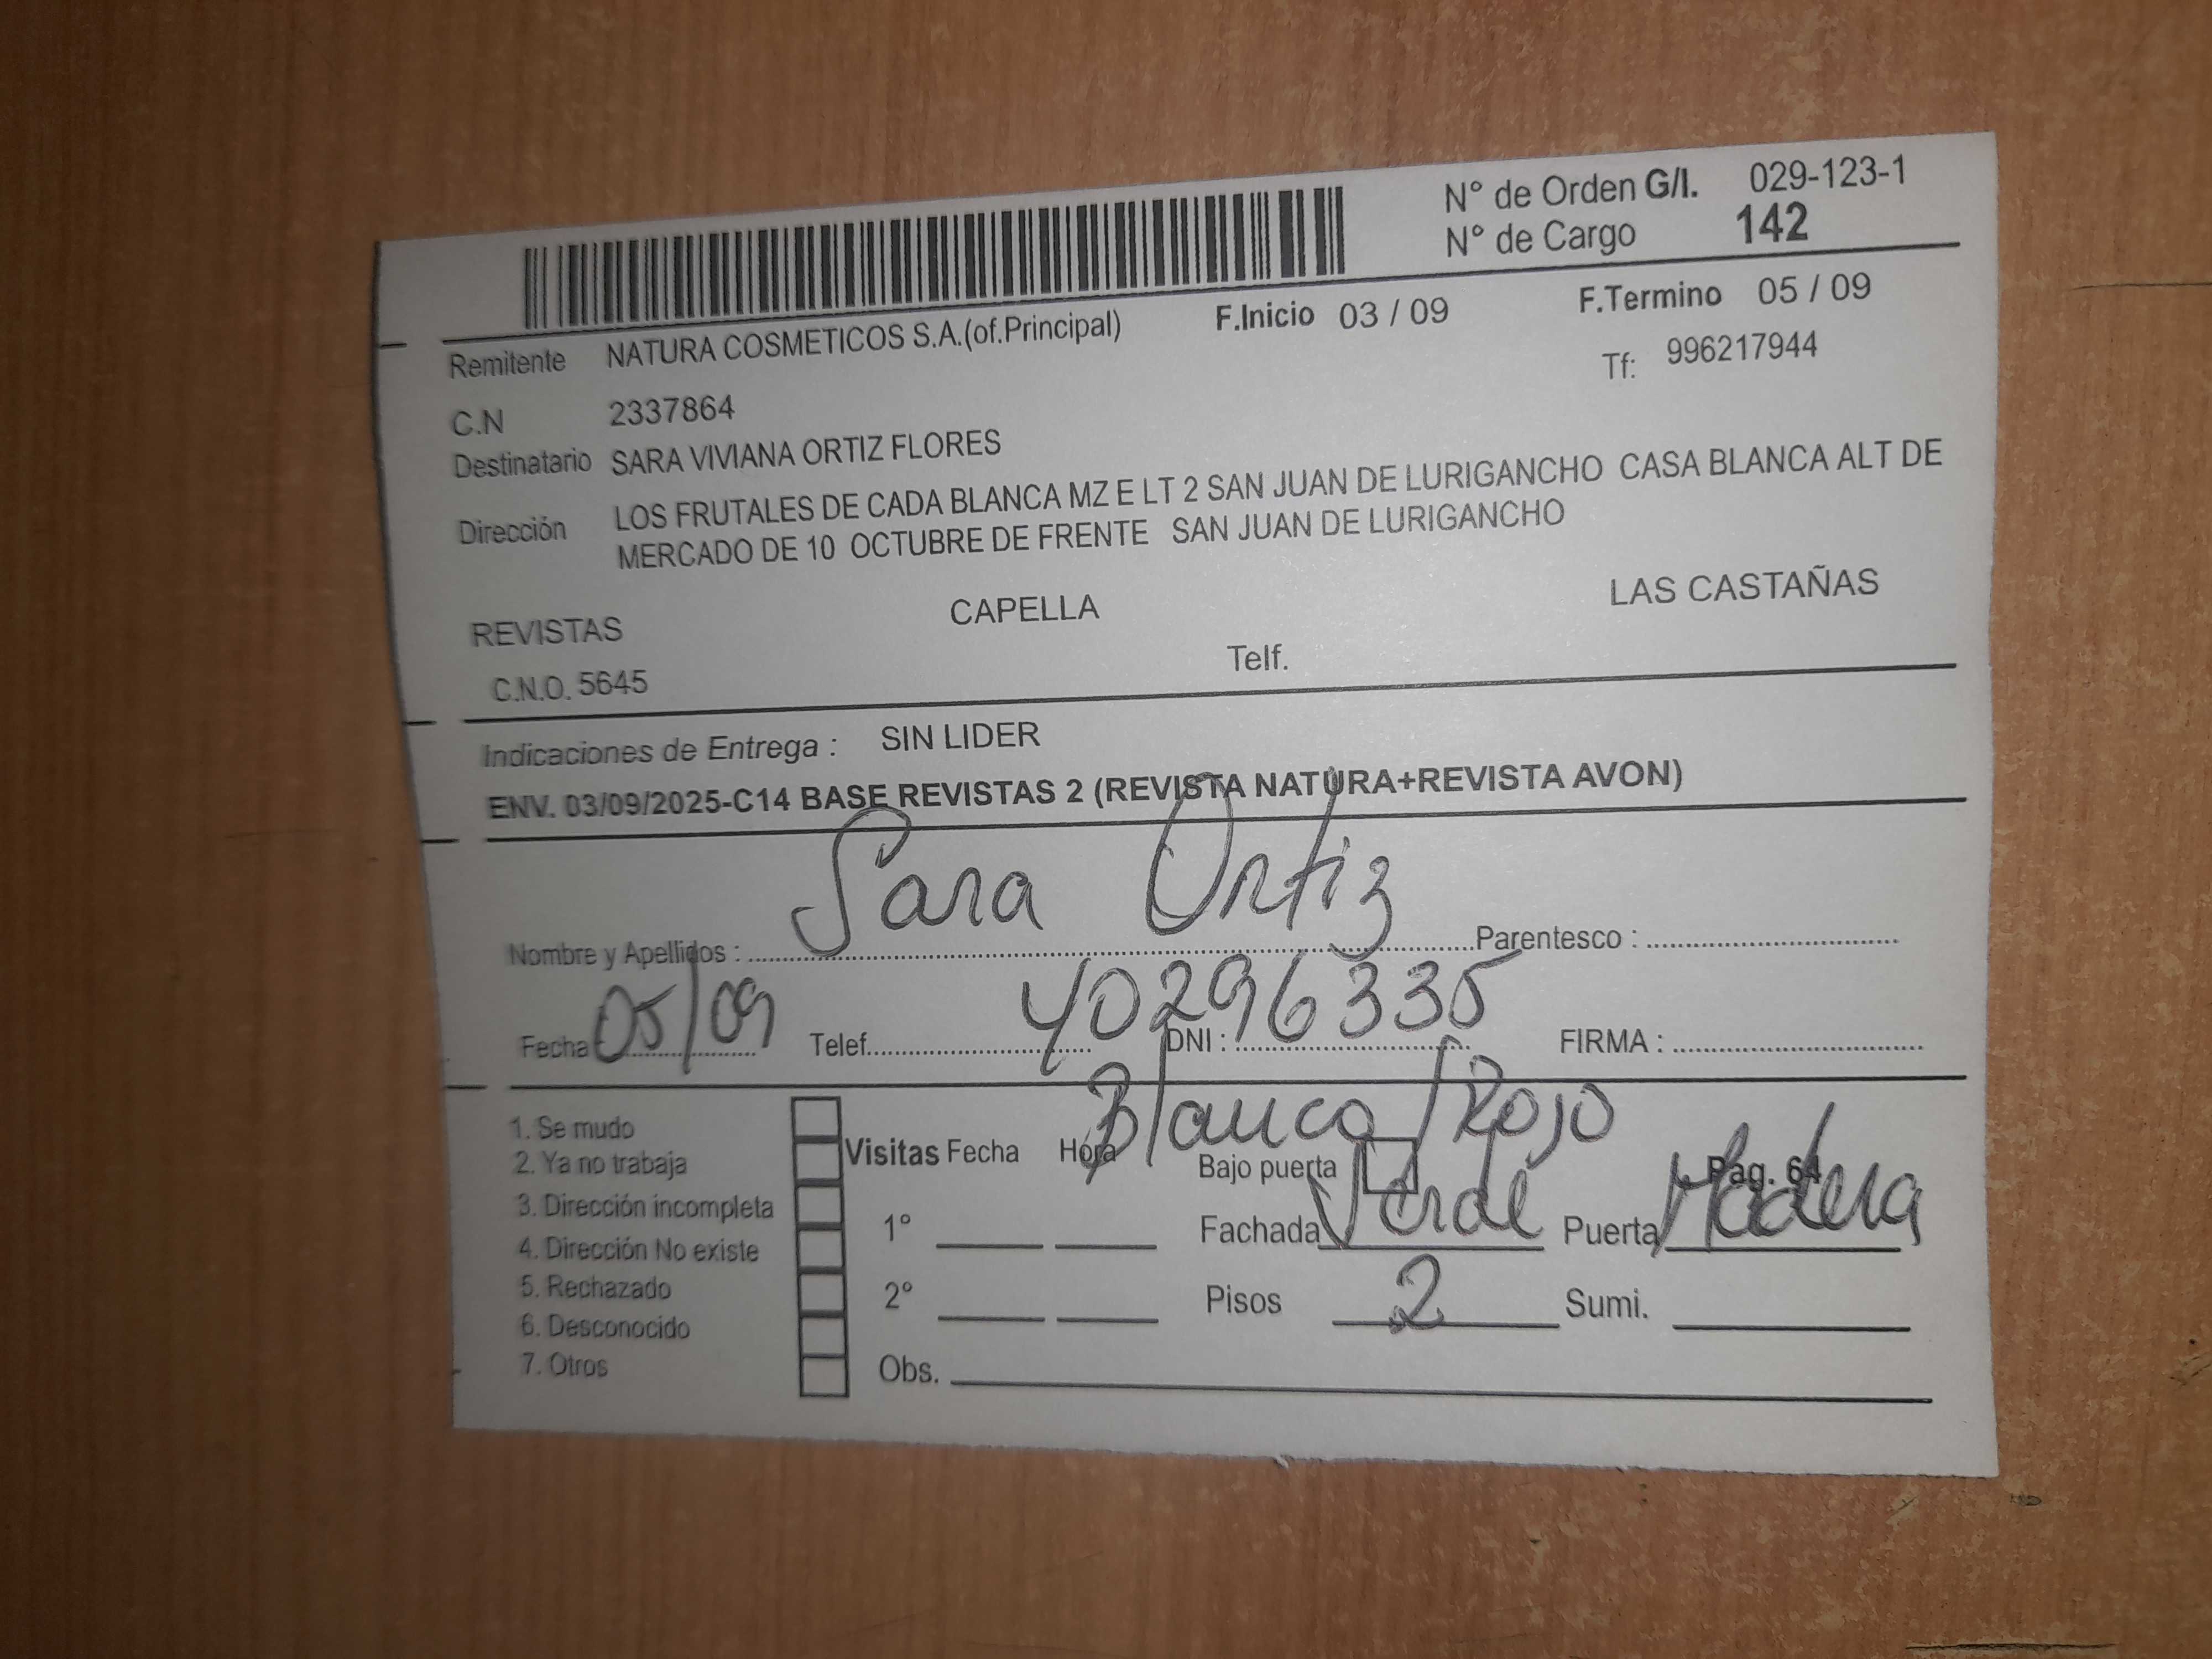 N° de Orden G/I. 029-123-1
N° de Cargo 142
F.Inicio 03 / 09 F.Termino 05 / 09
Remitente NATURA COSMETICOS S.A.(of.Principal) Tf: 996217944
C.N 2337864
Destinatario SARA VIVIANA ORTIZ FLORES
Dirección LOS FRUTALES DE CADA BLANCA MZ E LT 2 SAN JUAN DE LURIGANCHO CASA BLANCA ALT DE
MERCADO DE 10 OCTUBRE DE FRENTE SAN JUAN DE LURIGANCHO
REVISTAS CAPELLA LAS CASTAÑAS
C.N.O. 5645 Telf.
Indicaciones de Entrega : SIN LIDER
ENV. 03/09/2025-C14 BASE REVISTAS 2 (REVISTA NATURA+REVISTA AVON)
Nombre y Apellidos : Sara Ortiz Parentesco :
Fecha 05/09 Telef. DNI : 40296335 FIRMA :
Blanco/Rojo
1. Se mudo
2. Ya no trabaja
3. Dirección incompleta
4. Dirección No existe
5. Rechazado
6. Desconocido
7. Otros
Visitas Fecha Hora Bajo puerta Pag. 64
1° Fachada Verde Puerta Madera
2° Pisos 2 Sumi.
Obs.